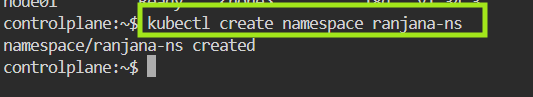 controlplane:~$ kubectl create namespace ranjana-ns
namespace/ranjana-ns created
controlplane:~$